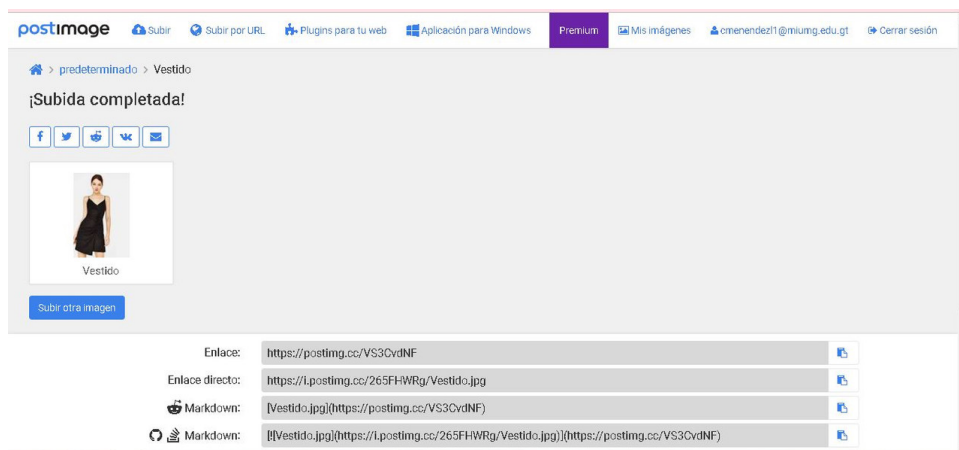 postimage Subir Subir por URL Plugins para tu web Aplicación para Windows Premium Mis imágenes cmenendezl1@miumg.edu.gt Cerrar sesión
> predeterminado > Vestido
¡Subida completada!
Vestido
Subir otra imagen
Enlace: https://postimg.cc/VS3CvdNF
Enlace directo: https://i.postimg.cc/265FHWRg/Vestido.jpg
Markdown: [Vestido.jpg](https://postimg.cc/VS3CvdNF)
Markdown: [![Vestido.jpg](https://i.postimg.cc/265FHWRg/Vestido.jpg)](https://postimg.cc/VS3CvdNF)